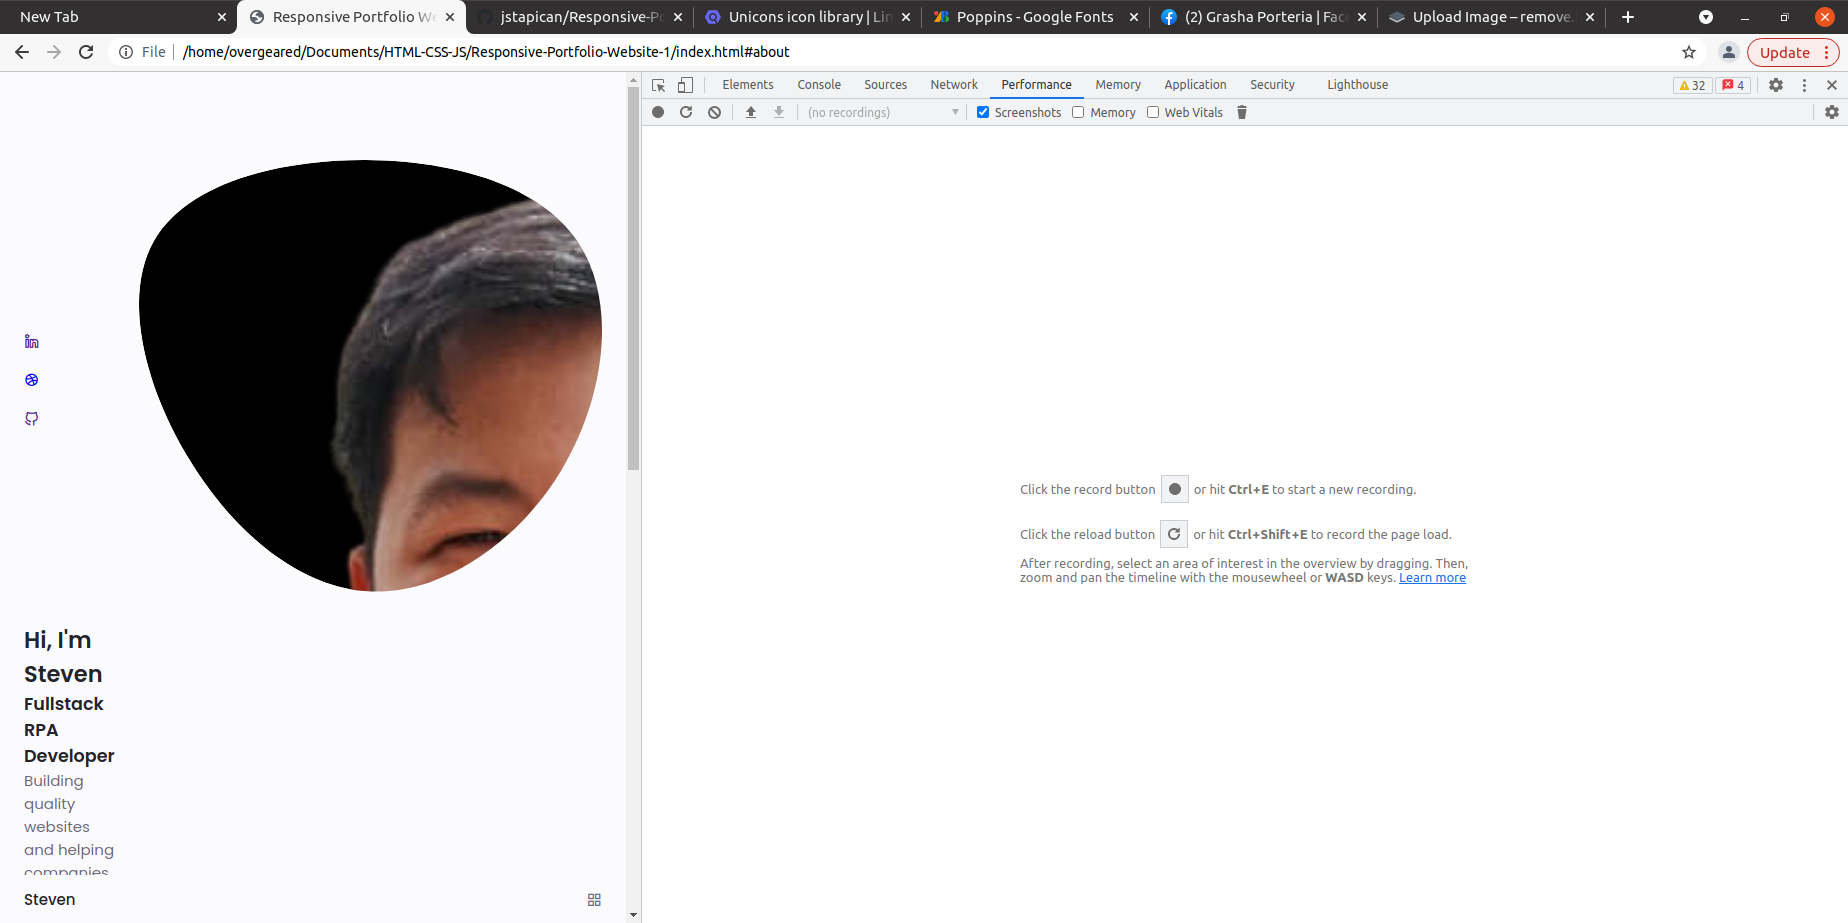 New Tab
Responsive Portfolio We
jstapican/Responsive-Po
Unicons icon library | Lin
Poppins - Google Fonts
(2) Grasha Porteria | Face
Upload Image – remove.b
File
/home/overgeared/Documents/HTML-CSS-JS/Responsive-Portfolio-Website-1/index.html#about
Update
Elements
Console
Sources
Network
Performance
Memory
Application
Security
Lighthouse
32
4
(no recordings)
Screenshots
Memory
Web Vitals
Click the record button or hit Ctrl+E to start a new recording.
Click the reload button or hit Ctrl+Shift+E to record the page load.
After recording, select an area of interest in the overview by dragging. Then,
zoom and pan the timeline with the mousewheel or WASD keys. Learn more
Hi, I'm
Steven
Fullstack
RPA
Developer
Building
quality
websites
and helping
companies
Steven